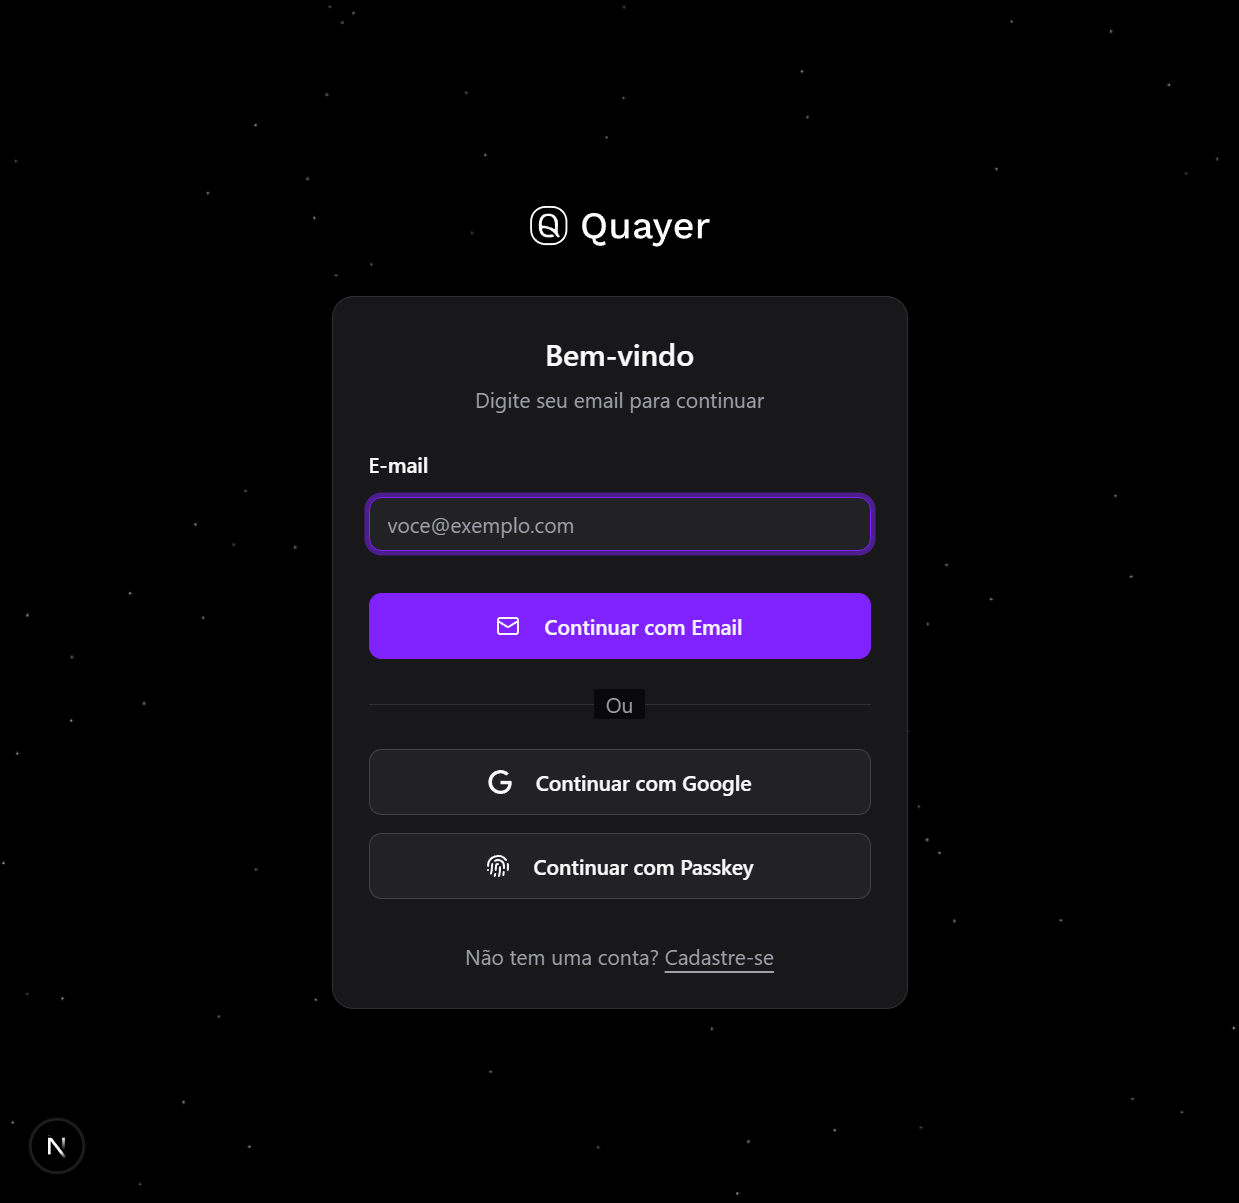 Quayer
Bem-vindo
Digite seu email para continuar
E-mail
voce@exemplo.com
Continuar com Email
Ou
Continuar com Google
Continuar com Passkey
Não tem uma conta? Cadastre-se
N